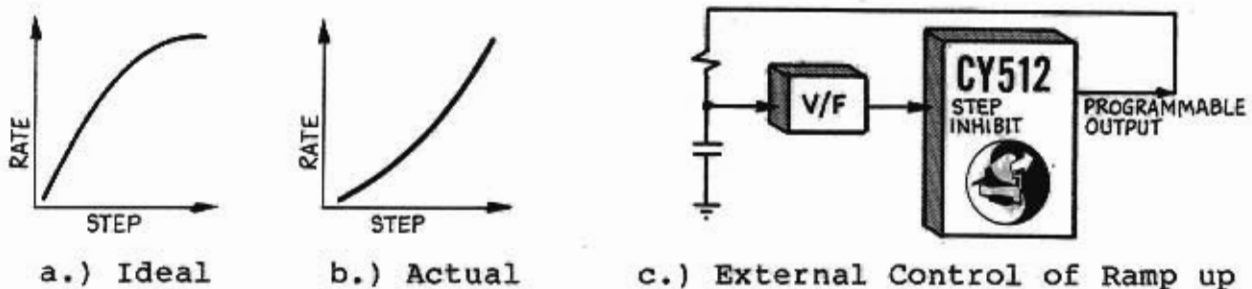 RATE
STEP
a.) Ideal
RATE
STEP
b.) Actual
V/F
CY512
STEP
INHIBIT
PROGRAMMABLE
OUTPUT
c.) External Control of Ramp up